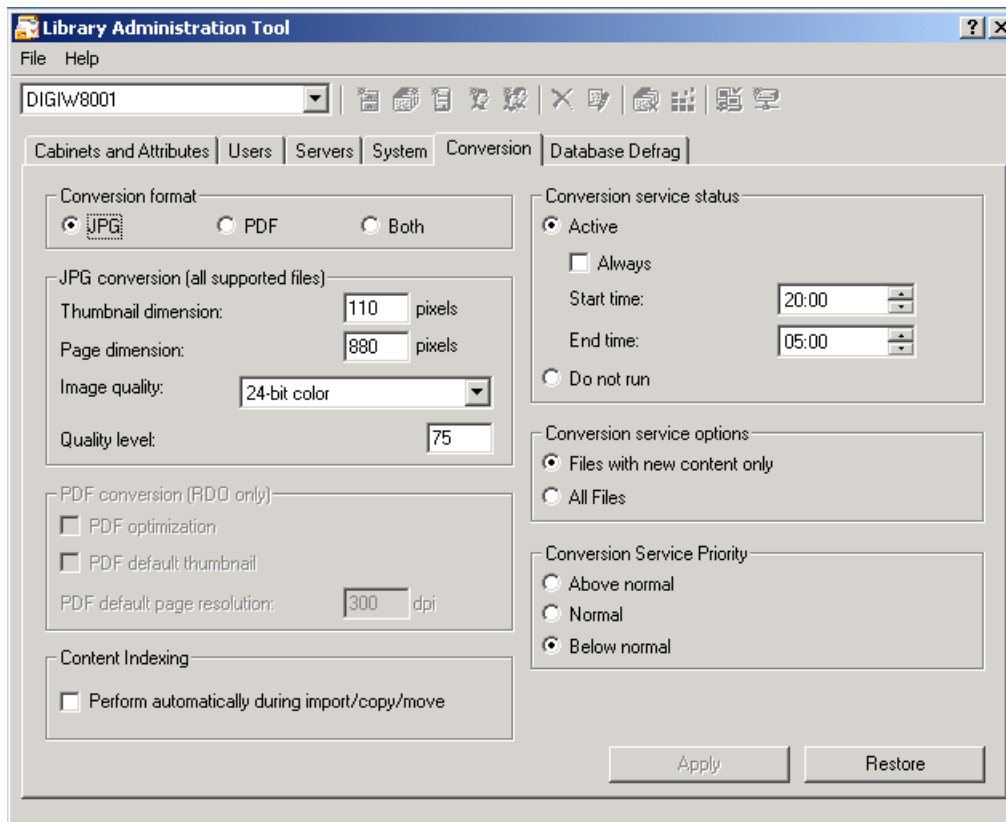 Library Administration Tool
File Help
DIGIW8001
Cabinets and Attributes Users Servers System Conversion Database Defrag
Conversion format
JPG PDF Both
JPG conversion (all supported files)
Thumbnail dimension: 110 pixels
Page dimension: 880 pixels
Image quality: 24-bit color
Quality level: 75
PDF conversion (RDO only)
PDF optimization
PDF default thumbnail
PDF default page resolution: 300 dpi
Content Indexing
Perform automatically during import/copy/move
Conversion service status
Active
Always
Start time: 20:00
End time: 05:00
Do not run
Conversion service options
Files with new content only
All Files
Conversion Service Priority
Above normal
Normal
Below normal
Apply Restore